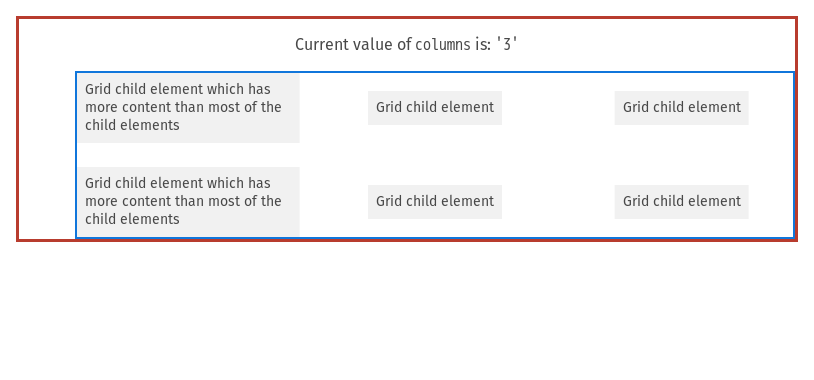 Current value of columns is: '3'
Grid child element which has
more content than most of the
child elements
Grid child element
Grid child element
Grid child element which has
more content than most of the
child elements
Grid child element
Grid child element